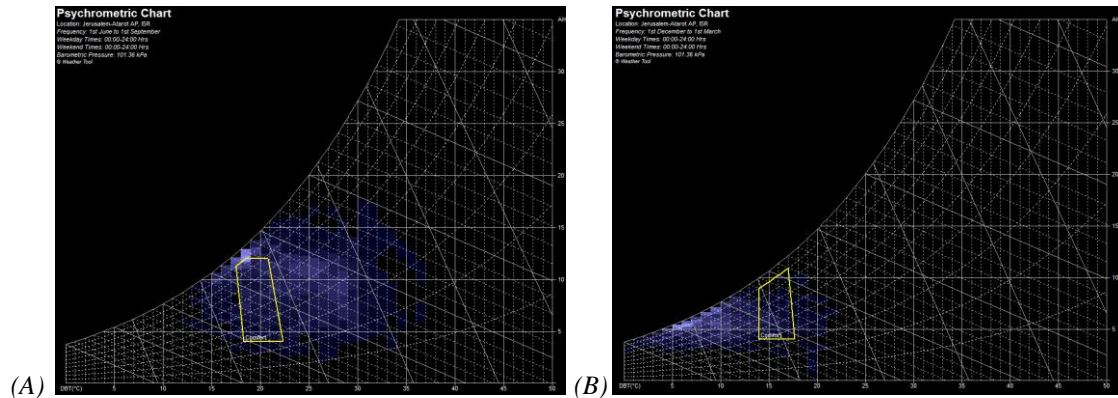 Psychrometric Chart
Location: Jerusalem-Atarot AP, ISR
Frequency: 1st June to 1st September
Weekday Times: 00:00-24:00 Hrs
Weekend Times: 00:00-24:00 Hrs
Barometric Pressure: 101.36 kPa
© Weather Tool
AH
30
25
20
15
10
5
Comfort
DBT(°C) 5 10 15 20 25 30 35 40 45 50
(A)
Psychrometric Chart
Location: Jerusalem-Atarot AP, ISR
Frequency: 1st December to 1st March
Weekday Times: 00:00-24:00 Hrs
Weekend Times: 00:00-24:00 Hrs
Barometric Pressure: 101.36 kPa
© Weather Tool
AH
30
25
20
15
10
5
Comfort
DBT(°C) 5 10 15 20 25 30 35 40 45 50
(B)